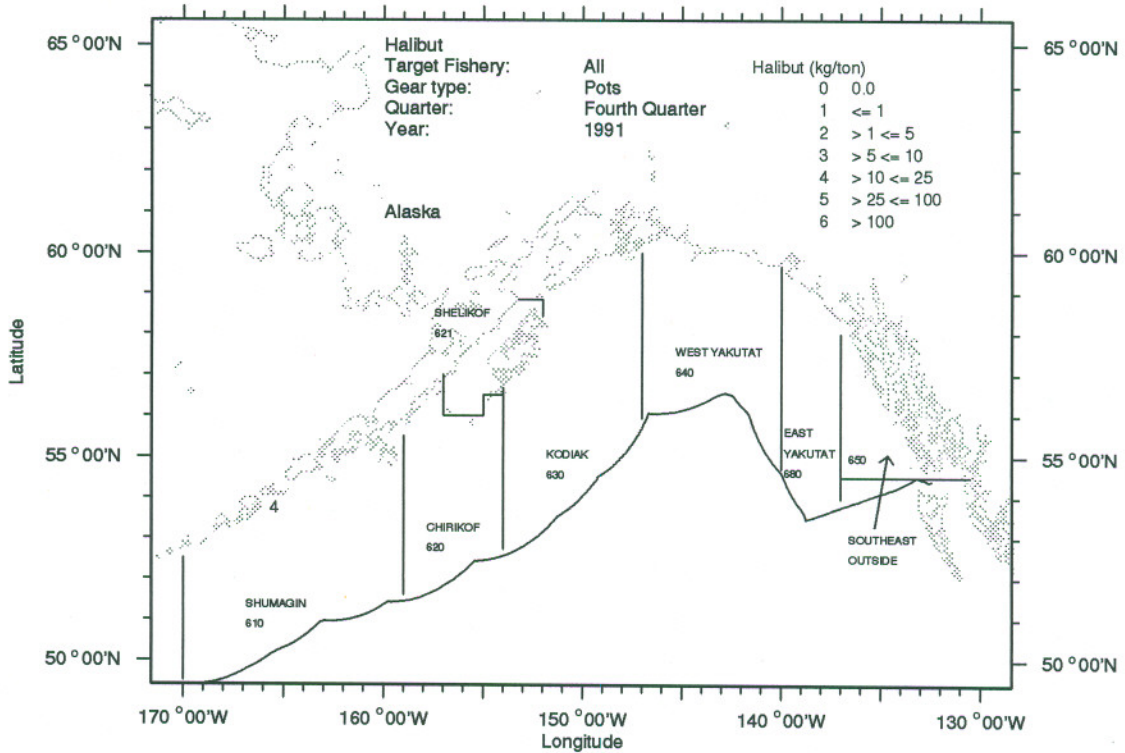 65 °00'N
Halibut
Target Fishery: All
Gear type: Pots
Quarter: Fourth Quarter
Year: 1991
Halibut (kg/ton)
0 0.0
1 <= 1
2 > 1 <= 5
3 > 5 <= 10
4 > 10 <= 25
5 > 25 <= 100
6 > 100
65 °00'N
Alaska
60 °00'N
60 °00'N
SHELIKOF
621
WEST YAKUTAT
640
Latitude
55 °00'N
KODIAK
630
EAST
YAKUTAT
680
650
55 °00'N
4
CHIRIKOF
620
SOUTHEAST
OUTSIDE
SHUMAGIN
610
50 °00'N
50 °00'N
170 °00'W
160 °00'W
150 °00'W
140 °00'W
130 °00'W
Longitude